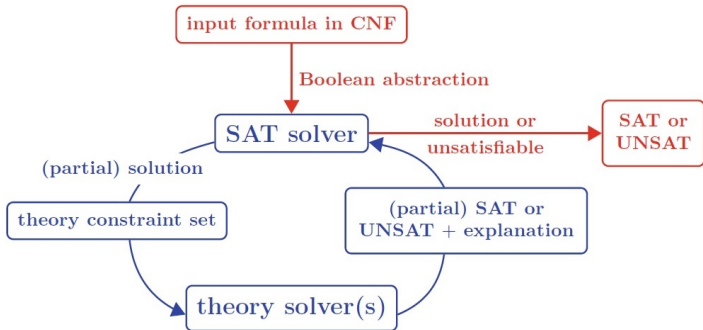 input formula in CNF
Boolean abstraction
SAT solver
solution or
unsatisfiable
SAT or
UNSAT
(partial) solution
theory constraint set
(partial) SAT or
UNSAT + explanation
theory solver(s)